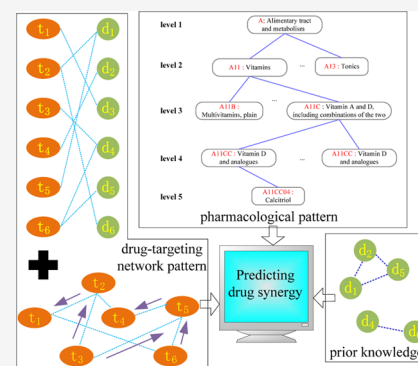 t1
d1
t2
d2
t3
d3
t4
d4
t5
d5
t6
d6
level 1
A: Alimentary tract
and metabolism
level 2
A11 : Vitamins
...
A13 : Tonics
level 3
A11B :
Multivitamins, plain
...
A11C : Vitamin A and D,
including combinations of the two
level 4
A11CC : Vitamin D
and analogues
...
A11CC : Vitamin D
and analogues
level 5
A11CC04 :
Calcitriol
pharmacological pattern
drug-targeting
network pattern
t2
t1
t4
t5
t3
t6
Predicting
drug synergy
d2
d5
d1
d4
prior knowledge